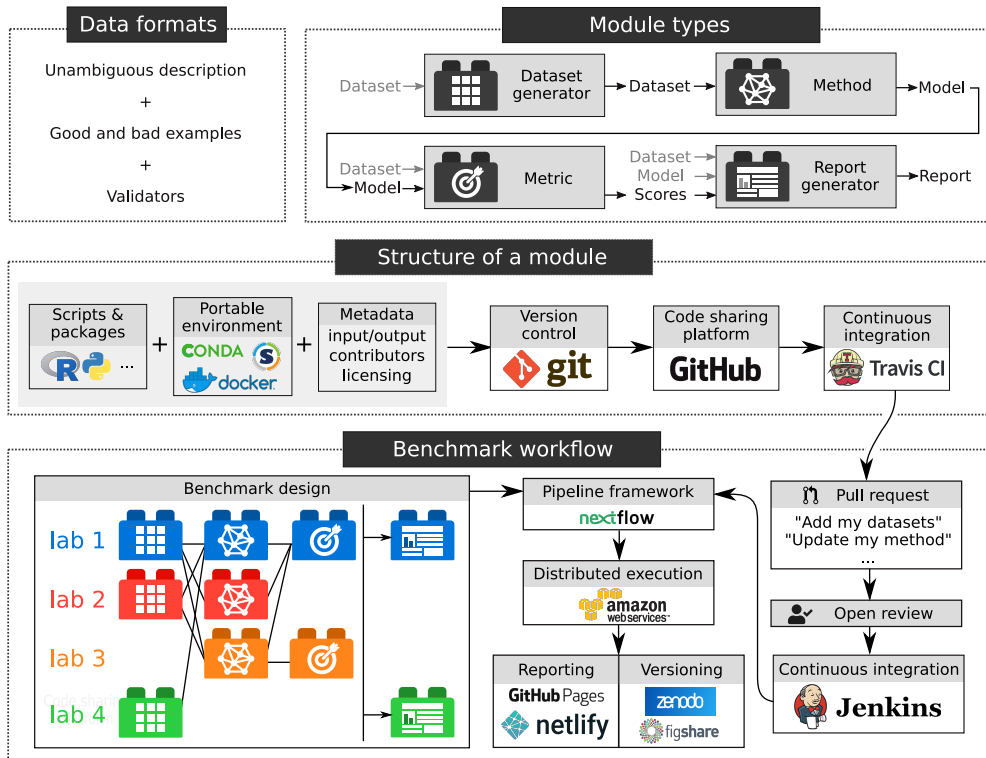 Data formats
Unambiguous description
+
Good and bad examples
+
Validators
Module types
Dataset
Dataset
generator
Dataset
Method
Model
Dataset
Model
Metric
Dataset
Model
Scores
Report
generator
Report
Structure of a module
Scripts &
packages
R
...
+
Portable
environment
CONDA
S
docker
+
Metadata
input/output
contributors
licensing
Version
control
git
Code sharing
platform
GitHub
Continuous
integration
T
Travis CI
Benchmark workflow
Benchmark design
lab 1
lab 2
lab 3
Code sharing
lab 4
Pipeline framework
nextflow
Distributed execution
amazon
webservices™
Reporting
GitHub Pages
netlify
Versioning
zenodo
figshare
Pull request
"Add my datasets"
"Update my method"
...
Open review
Continuous integration
Jenkins